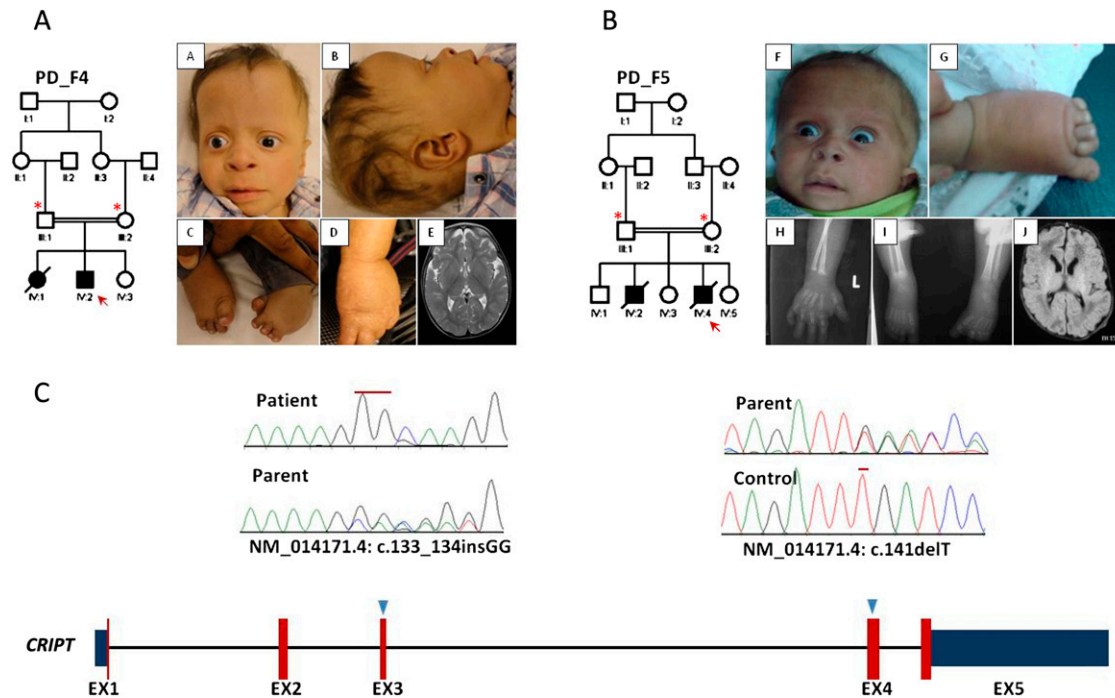 A
B
PD_F4
I:1
I:2
II:1
II:2
II:3
II:4
*
*
III:1
III:2
IV:1
IV:2
IV:3
A
B
C
D
E
PD_F5
I:1
I:2
II:1
II:2
II:3
II:4
*
*
III:1
III:2
IV:1
IV:2
IV:3
IV:4
IV:5
F
G
H
L
I
J
C
Patient
Parent
NM_014171.4: c.133_134insGG
Parent
Control
NM_014171.4: c.141delT
CRIPT
EX1
EX2
EX3
EX4
EX5